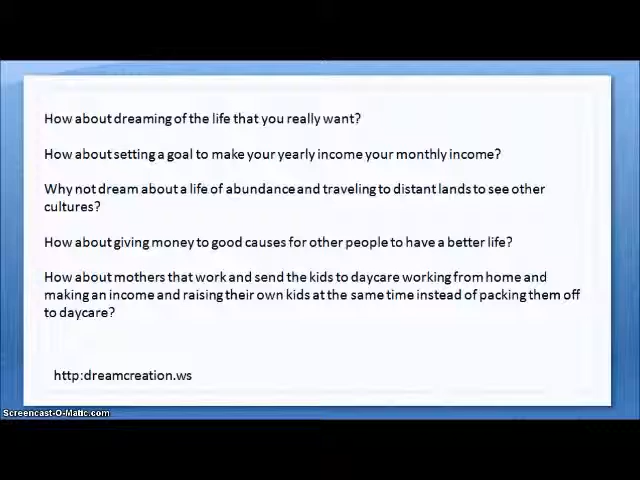 How about dreaming of the life that you really want?
How about setting a goal to make your yearly income your monthly income?
Why not dream about a life of abundance and traveling to distant lands to see other
cultures?
How about giving money to good causes for other people to have a better life?
How about mothers that work and send the kids to daycare working from home and
making an income and raising their own kids at the same time instead of packing them off
to daycare?
http:dreamcreation.ws
Screencast-O-Matic.com